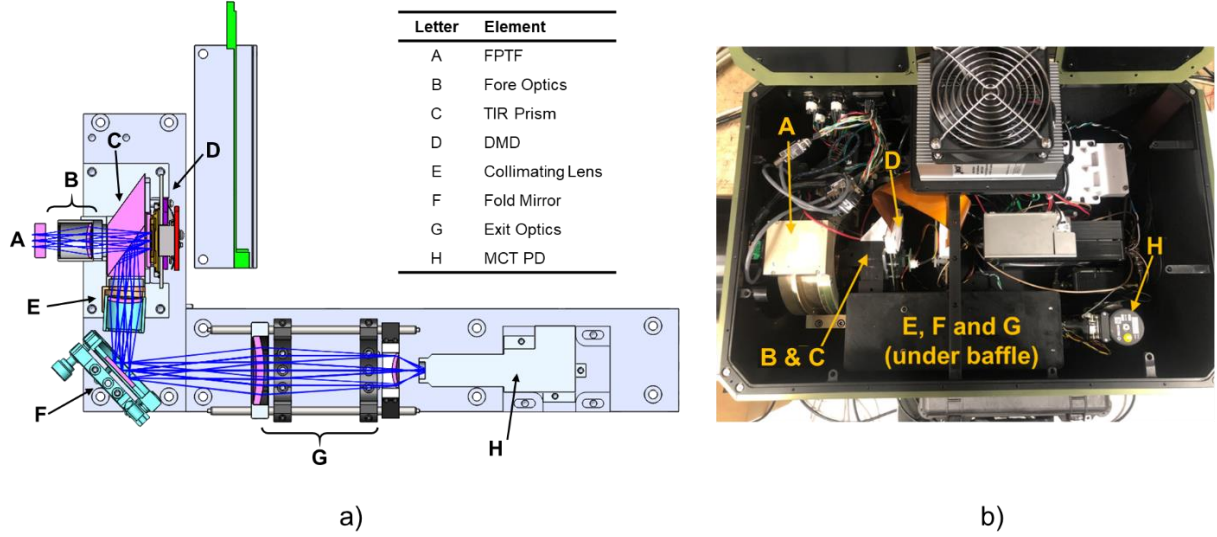 Letter Element
A FPTF
B Fore Optics
C TIR Prism
D DMD
E Collimating Lens
F Fold Mirror
G Exit Optics
H MCT PD
C
D
B
A
E
F
G
H
A
D
H
B & C
E, F and G
(under baffle)
a)
b)